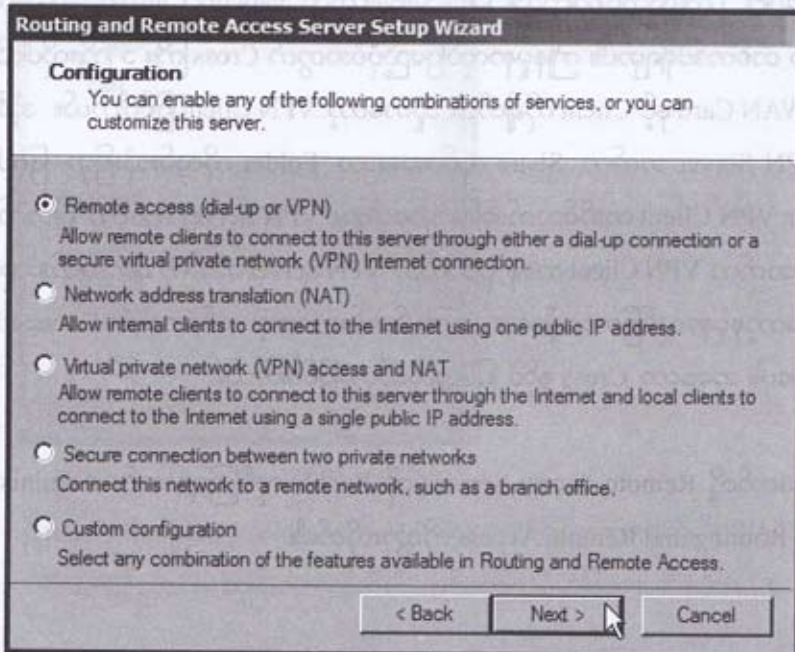 Routing and Remote Access Server Setup Wizard
Configuration
You can enable any of the following combinations of services, or you can
customize this server.
Remote access (dial-up or VPN)
Allow remote clients to connect to this server through either a dial-up connection or a
secure virtual private network (VPN) Internet connection.
Network address translation (NAT)
Allow internal clients to connect to the Internet using one public IP address.
Virtual private network (VPN) access and NAT
Allow remote clients to connect to this server through the Internet and local clients to
connect to the Internet using a single public IP address.
Secure connection between two private networks
Connect this network to a remote network, such as a branch office.
Custom configuration
Select any combination of the features available in Routing and Remote Access.
< Back
Next >
Cancel